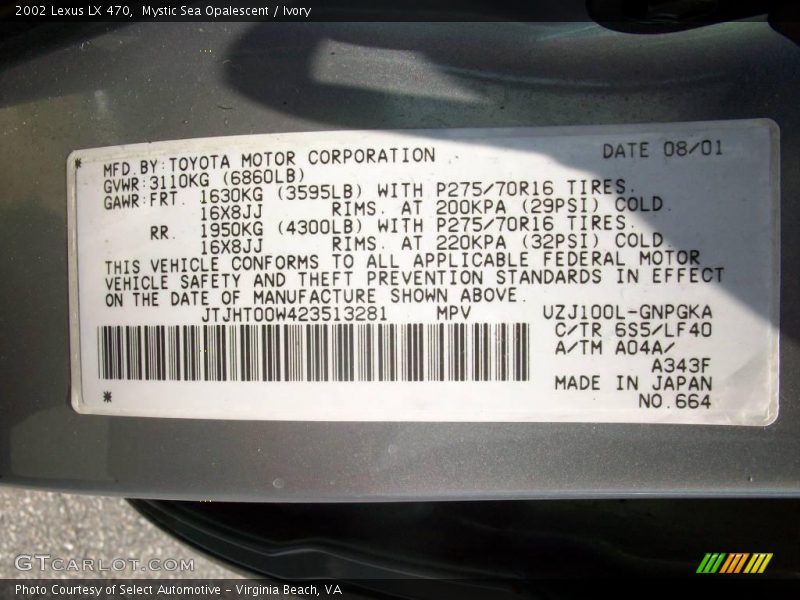 2002 Lexus LX 470,  Mystic Sea Opalescent / Ivory
* MFD.BY:TOYOTA MOTOR CORPORATION DATE 08/01
GVWR:3110KG (6860LB)
GAWR:FRT. 1630KG (3595LB) WITH P275/70R16 TIRES.
16X8JJ RIMS. AT 200KPA (29PSI) COLD.
RR. 1950KG (4300LB) WITH P275/70R16 TIRES.
16X8JJ RIMS. AT 220KPA (32PSI) COLD.
THIS VEHICLE CONFORMS TO ALL APPLICABLE FEDERAL MOTOR
VEHICLE SAFETY AND THEFT PREVENTION STANDARDS IN EFFECT
ON THE DATE OF MANUFACTURE SHOWN ABOVE.
JTJHT00W423513281 MPV UZJ100L-GNPGKA
C/TR 6S5/LF40
A/TM A04A/
A343F
MADE IN JAPAN
* NO.664
GTCarlot.com
Photo Courtesy of Select Automotive - Virginia Beach, VA